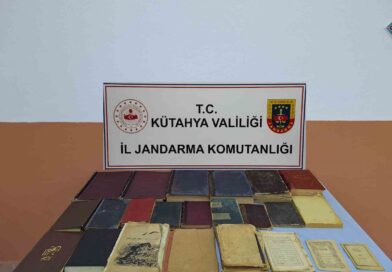 T.C.
KÜTAHYA VALİLİĞİ
İL JANDARMA KOMUTANLIĞI